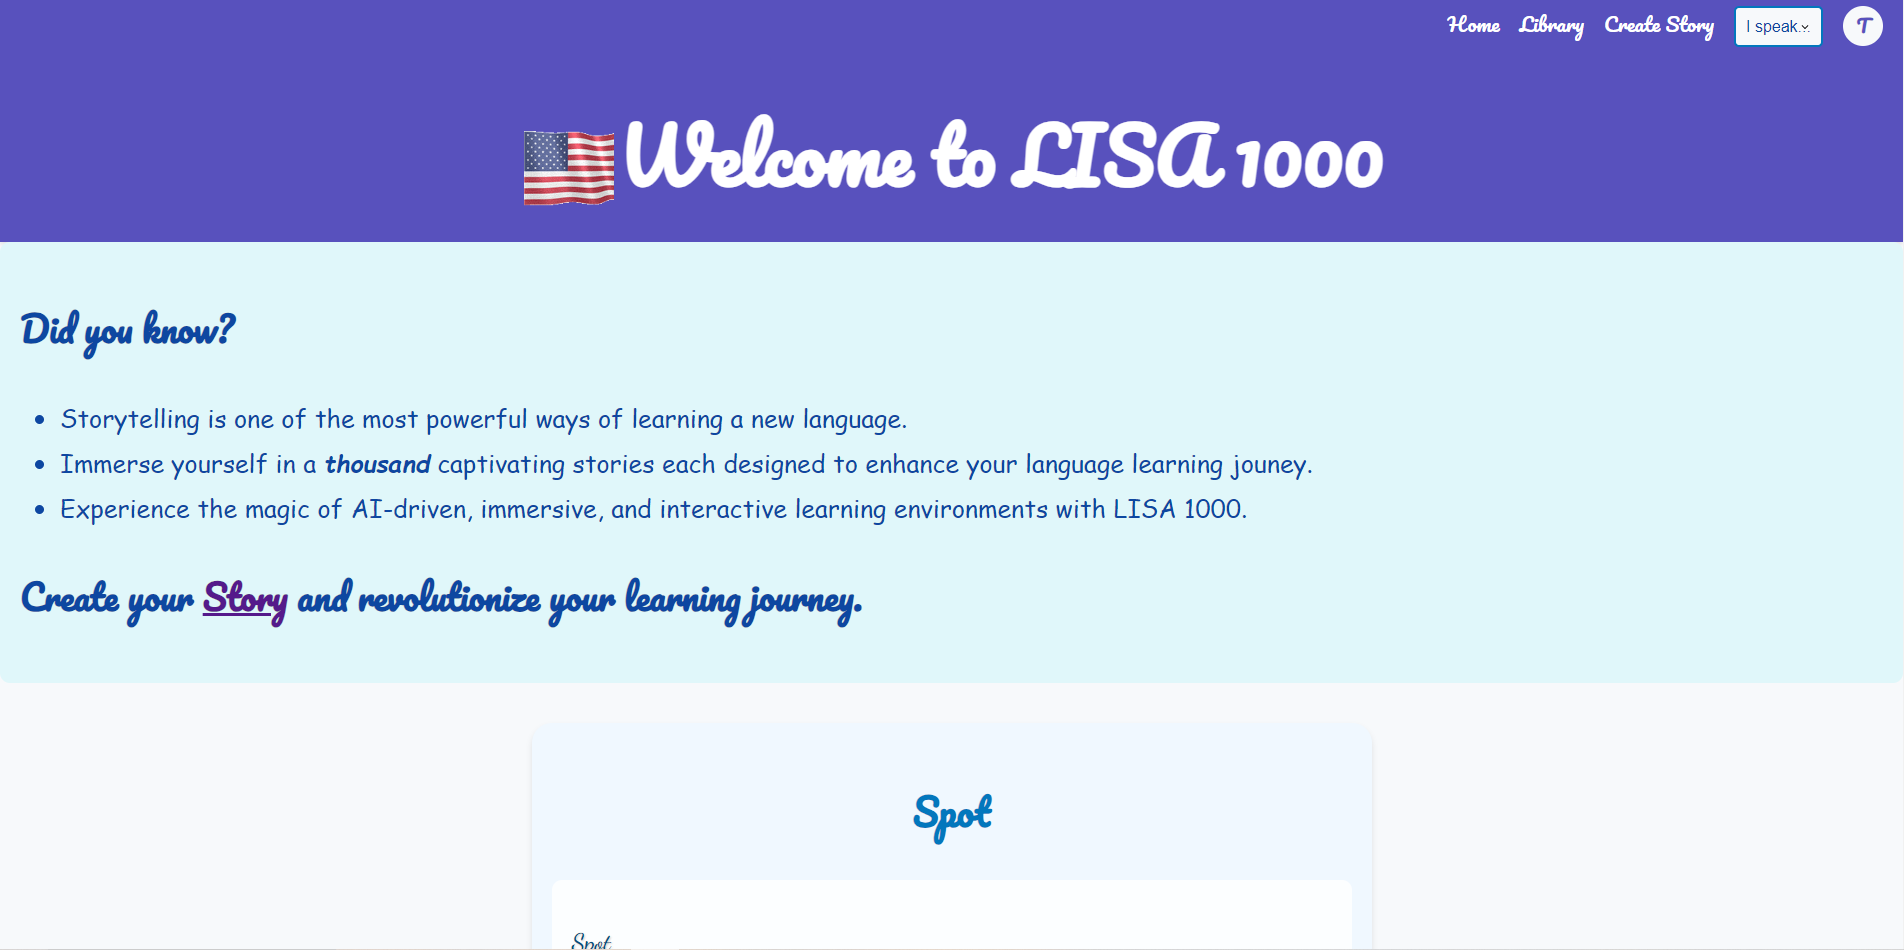 Home Library Create Story I speak... T
Welcome to LISA 1000
Did you know?
Storytelling is one of the most powerful ways of learning a new language.
Immerse yourself in a thousand captivating stories each designed to enhance your language learning jouney.
Experience the magic of AI-driven, immersive, and interactive learning environments with LISA 1000.
Create your Story and revolutionize your learning journey.
Spot
Spot